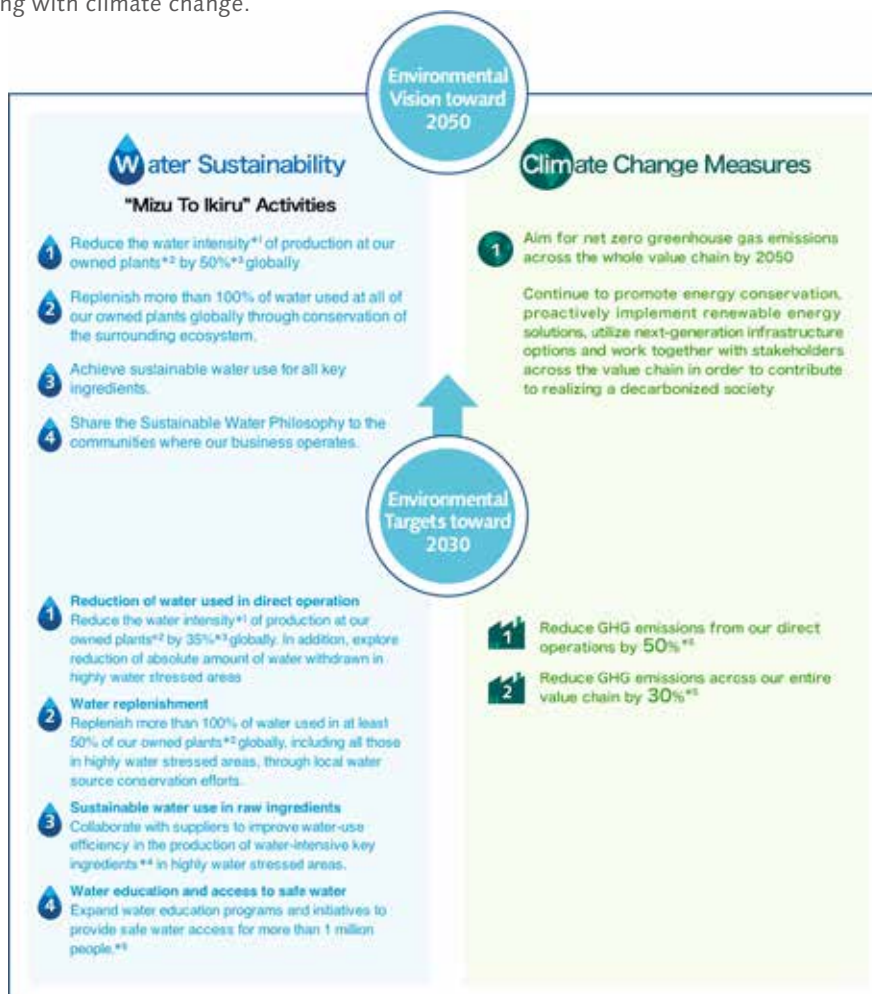 ng with climate change.
Environmental
Vision toward
2050
Water Sustainability
"Mizu To Ikiru" Activities
1 Reduce the water intensity*1 of production at our
owned plants*2 by 50%*3 globally
2 Replenish more than 100% of water used at all of
our owned plants globally through conservation of
the surrounding ecosystem.
3 Achieve sustainable water use for all key
ingredients.
4 Share the Sustainable Water Philosophy to the
communities where our business operates.
Climate Change Measures
1 Aim for net zero greenhouse gas emissions
across the whole value chain by 2050
Continue to promote energy conservation,
proactively implement renewable energy
solutions, utilize next-generation infrastructure
options and work together with stakeholders
across the value chain in order to contribute
to realizing a decarbonized society
Environmental
Targets toward
2030
1 Reduction of water used in direct operation
Reduce the water intensity*1 of production at our
owned plants*2 by 35%*3 globally. In addition, explore
reduction of absolute amount of water withdrawn in
highly water stressed areas
2 Water replenishment
Replenish more than 100% of water used in at least
50% of our owned plants*2 globally, including all those
in highly water stressed areas, through local water
source conservation efforts.
3 Sustainable water use in raw ingredients
Collaborate with suppliers to improve water-use
efficiency in the production of water-intensive key
ingredients*4 in highly water stressed areas.
4 Water education and access to safe water
Expand water education programs and initiatives to
provide safe water access for more than 1 million
people.
1 Reduce GHG emissions from our direct
operations by 50%
2 Reduce GHG emissions across our entire
value chain by 30%